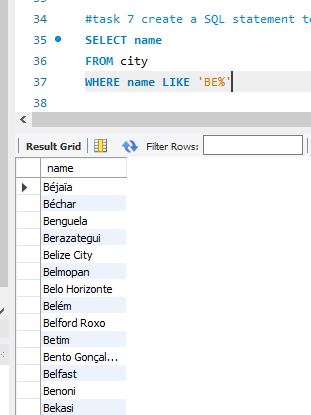 34 #task 7 create a SQL statement t
35 SELECT name
36 FROM city
37 WHERE name LIKE 'BE%'
38
Result Grid Filter Rows:
name
Béjaïa
Béchar
Benguela
Berazategui
Belize City
Belmopan
Belo Horizonte
Belém
Belford Roxo
Betim
Bento Gonçal...
Belfast
Benoni
Bekasi